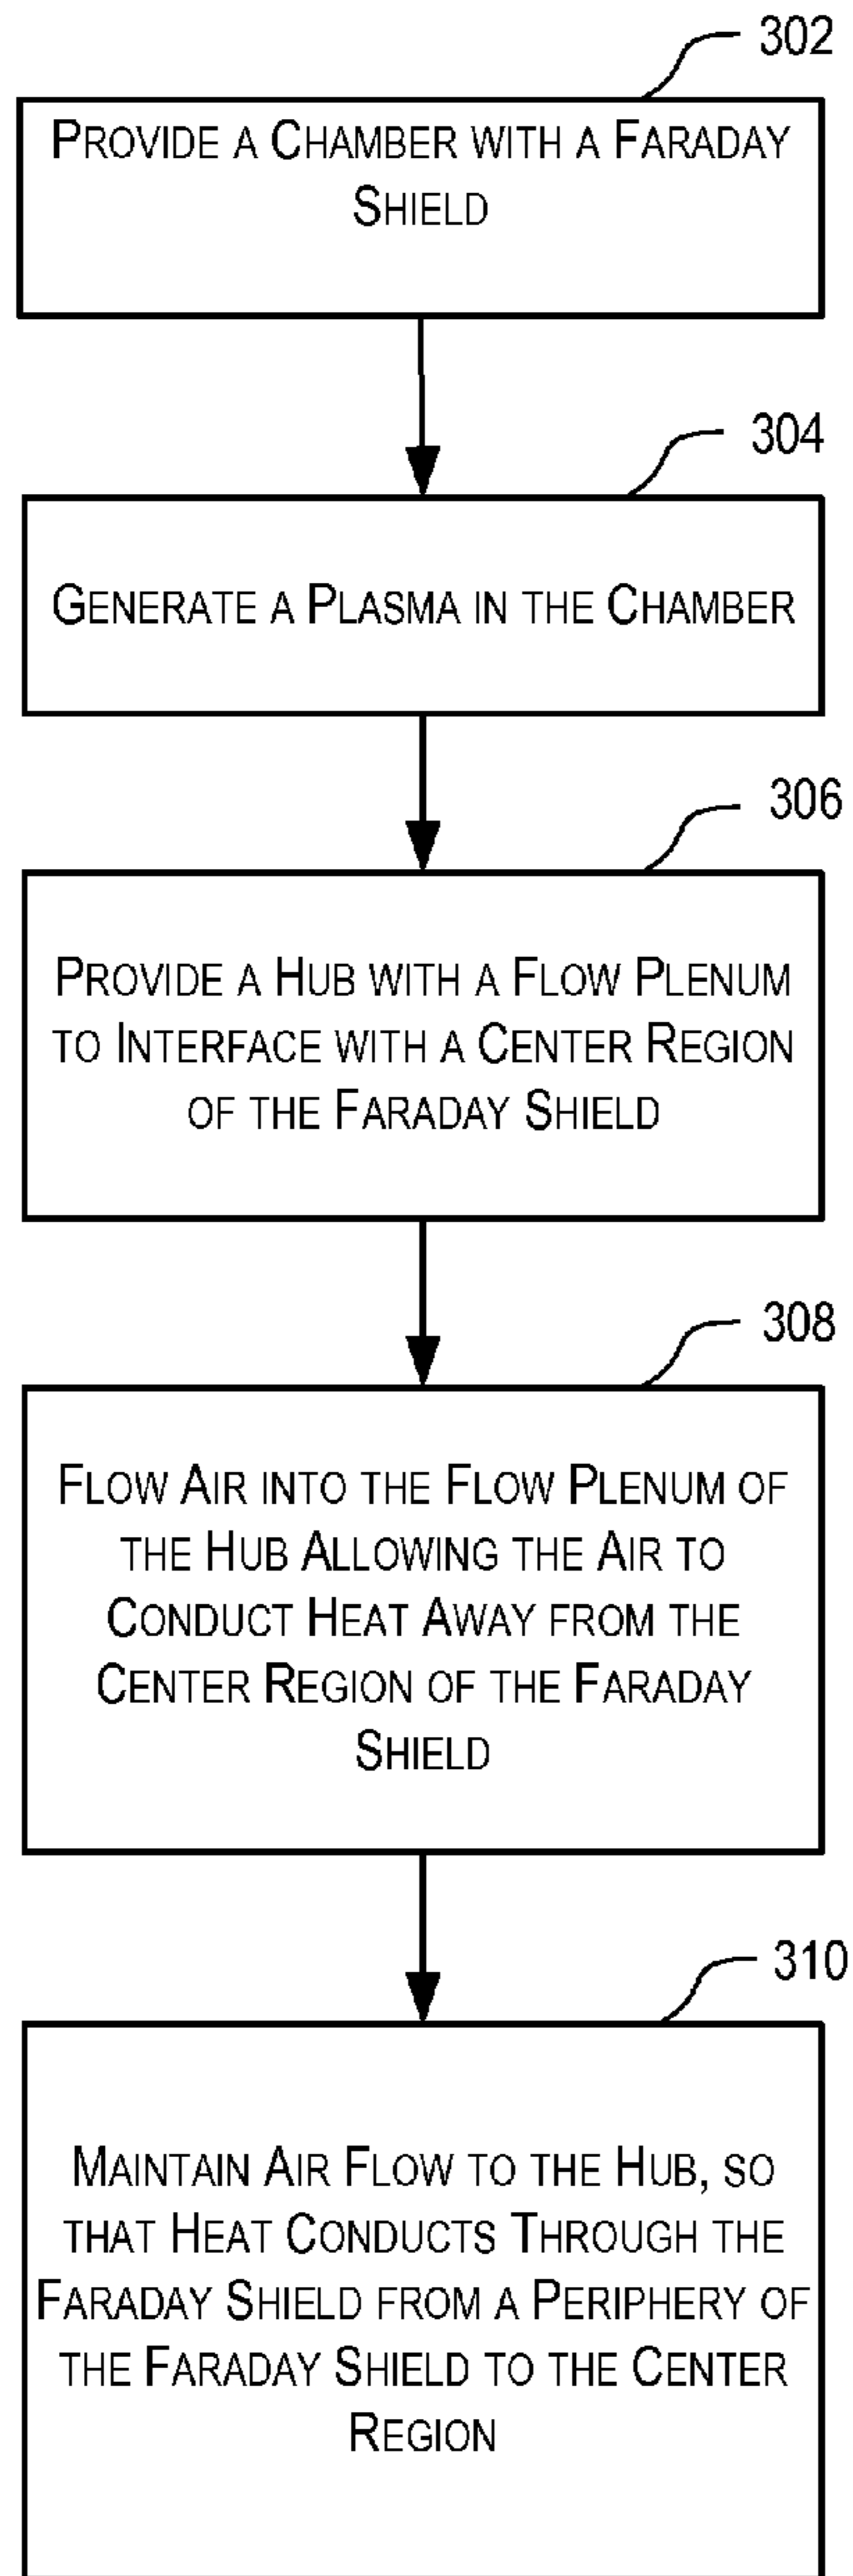 302
PROVIDE A CHAMBER WITH A FARADAY
SHIELD
304
GENERATE A PLASMA IN THE CHAMBER
306
PROVIDE A HUB WITH A FLOW PLENUM
TO INTERFACE WITH A CENTER REGION
OF THE FARADAY SHIELD
308
FLOW AIR INTO THE FLOW PLENUM OF
THE HUB ALLOWING THE AIR TO
CONDUCT HEAT AWAY FROM THE
CENTER REGION OF THE FARADAY
SHIELD
310
MAINTAIN AIR FLOW TO THE HUB, SO
THAT HEAT CONDUCTS THROUGH THE
FARADAY SHIELD FROM A PERIPHERY OF
THE FARADAY SHIELD TO THE CENTER
REGION